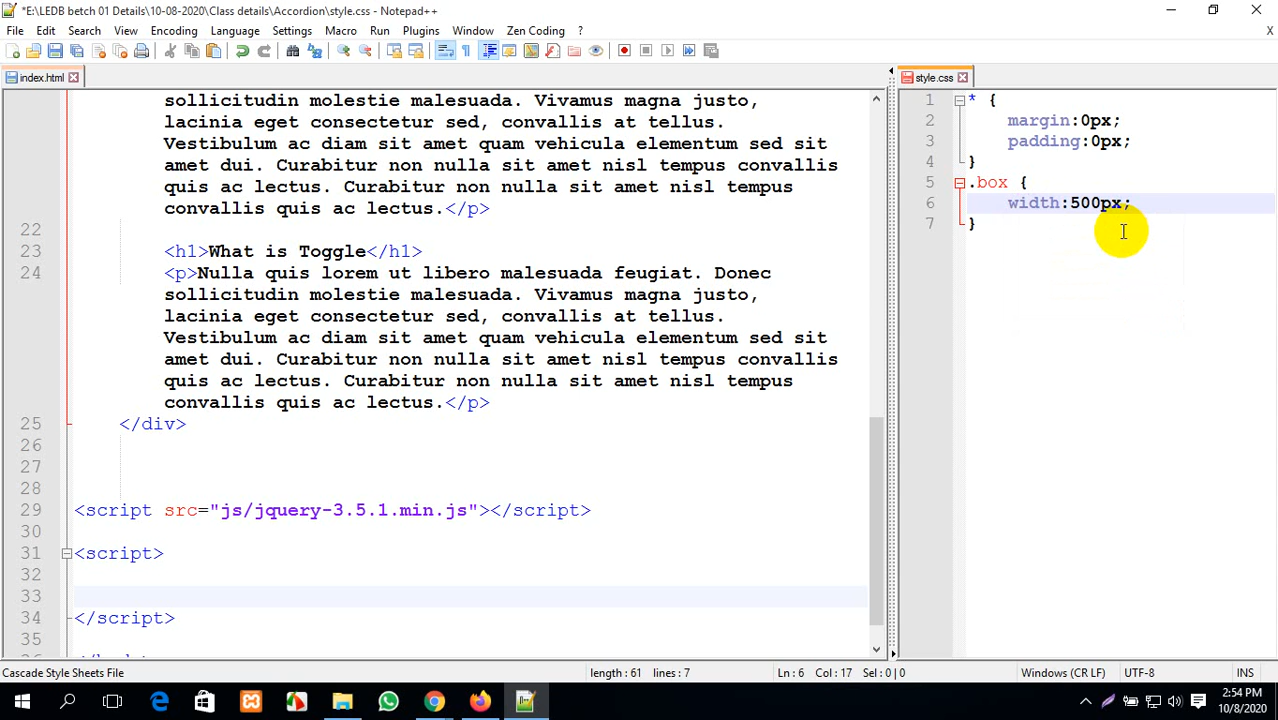 *E:\LEDB betch 01 Details\10-08-2020\Class details\Accordion\style.css - Notepad++
File Edit Search View Encoding Language Settings Macro Run Plugins Window Zen Coding ? X
index.html
sollicitudin molestie malesuada. Vivamus magna justo,
lacinia eget consectetur sed, convallis at tellus.
Vestibulum ac diam sit amet quam vehicula elementum sed sit
amet dui. Curabitur non nulla sit amet nisl tempus convallis
quis ac lectus. Curabitur non nulla sit amet nisl tempus
convallis quis ac lectus.</p>
22
23 <h1>What is Toggle</h1>
24 <p>Nulla quis lorem ut libero malesuada feugiat. Donec
sollicitudin molestie malesuada. Vivamus magna justo,
lacinia eget consectetur sed, convallis at tellus.
Vestibulum ac diam sit amet quam vehicula elementum sed sit
amet dui. Curabitur non nulla sit amet nisl tempus convallis
quis ac lectus. Curabitur non nulla sit amet nisl tempus
convallis quis ac lectus.</p>
25 </div>
26
27
28
29 <script src="js/jquery-3.5.1.min.js"></script>
30
31 <script>
32
33
34 </script>
35
style.css
1 * {
2 margin:0px;
3 padding:0px;
4 }
5 .box {
6 width:500px;
7 }
Cascade Style Sheets File length : 61 lines : 7 Ln : 6 Col : 17 Sel : 0 | 0 Windows (CR LF) UTF-8 INS
2:54 PM
10/8/2020